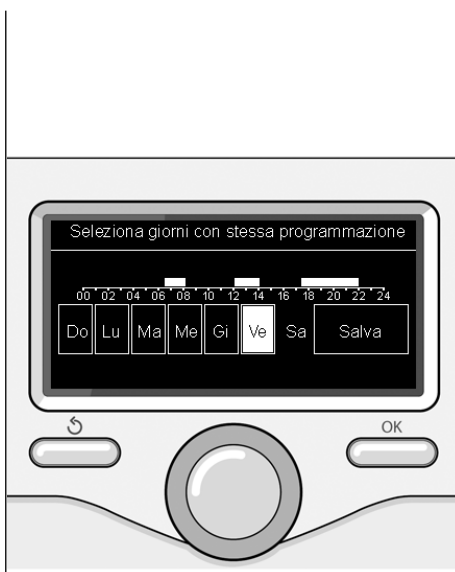 Seleziona giorni con stessa programmazione
00 02 04 06 08 10 12 14 16 18 20 22 24
Do Lu Ma Me Gi Ve Sa Salva
OK